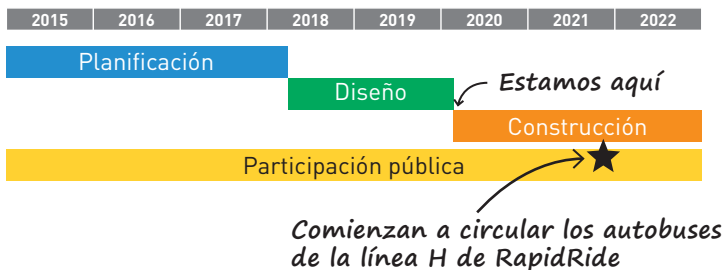 2015 2016 2017 2018 2019 2020 2021 2022
Planificación
Diseño
Estamos aquí
Construcción
Participación pública
Comienzan a circular los autobuses
de la línea H de RapidRide